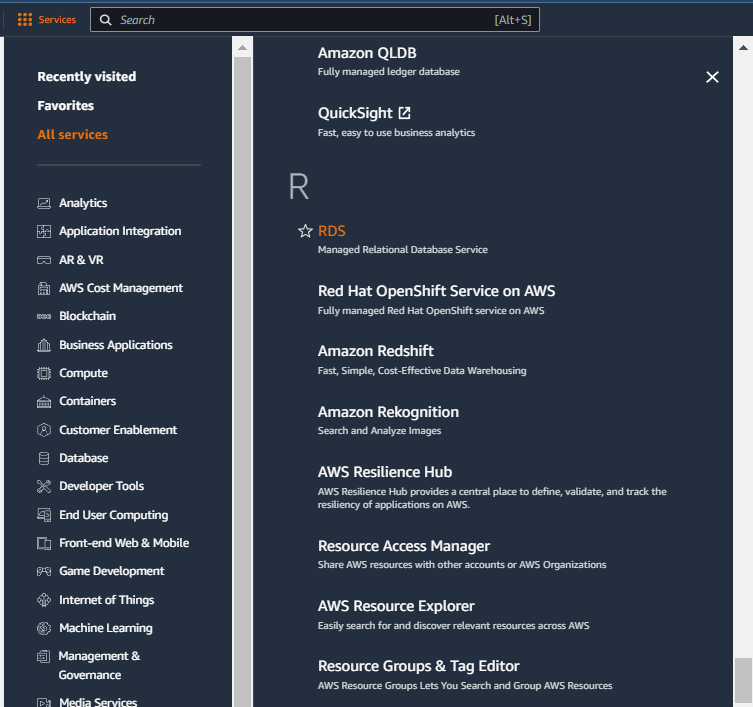 Services
Search
[Alt+S]
Recently visited
Favorites
All services
Analytics
Application Integration
AR & VR
AWS Cost Management
Blockchain
Business Applications
Compute
Containers
Customer Enablement
Database
Developer Tools
End User Computing
Front-end Web & Mobile
Game Development
Internet of Things
Machine Learning
Management &
Governance
Media Services
Amazon QLDB
Fully managed ledger database
QuickSight
Fast, easy to use business analytics
R
RDS
Managed Relational Database Service
Red Hat OpenShift Service on AWS
Fully managed Red Hat OpenShift service on AWS
Amazon Redshift
Fast, Simple, Cost-Effective Data Warehousing
Amazon Rekognition
Search and Analyze Images
AWS Resilience Hub
AWS Resilience Hub provides a central place to define, validate, and track the
resiliency of applications on AWS.
Resource Access Manager
Share AWS resources with other accounts or AWS Organizations
AWS Resource Explorer
Easily search for and discover relevant resources across AWS
Resource Groups & Tag Editor
AWS Resource Groups Lets You Search and Group AWS Resources